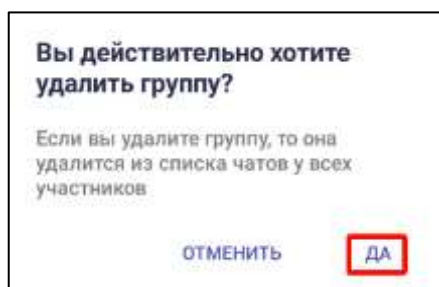 Вы действительно хотите
удалить группу?
Если вы удалите группу, то она
удалится из списка чатов у всех
участников
ОТМЕНИТЬ ДА